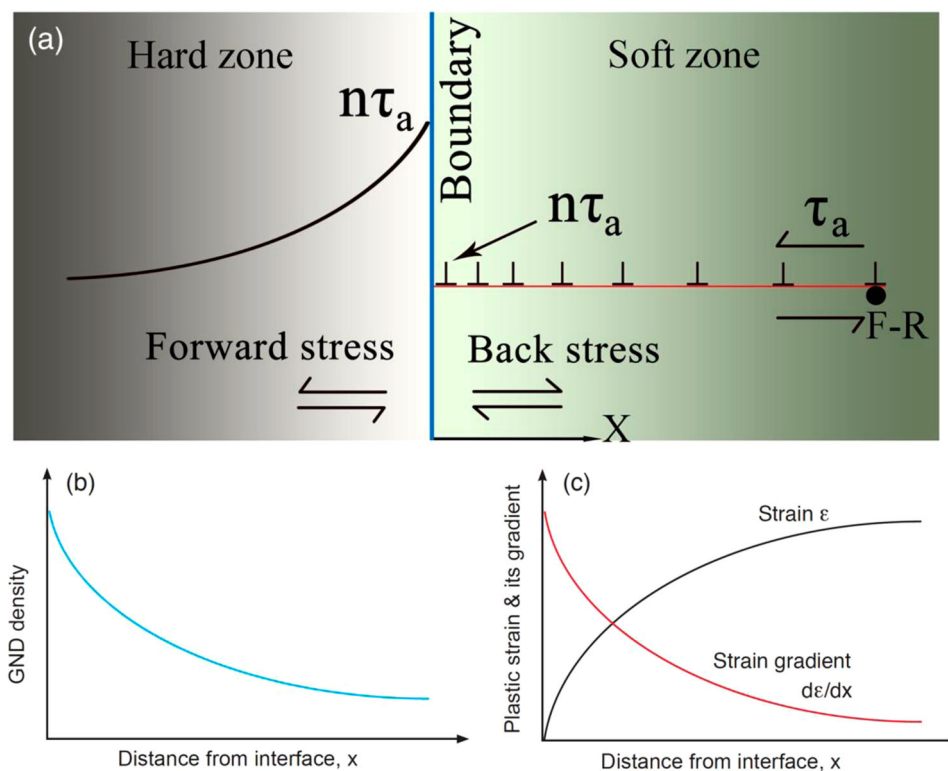 (a)
Hard zone
Boundary
Soft zone
nτa
nτa
τa
F-R
Forward stress
Back stress
X
(b)
GND density
Distance from interface, x
(c)
Plastic strain & its gradient
Strain ε
Strain gradient
dε/dx
Distance from interface, x